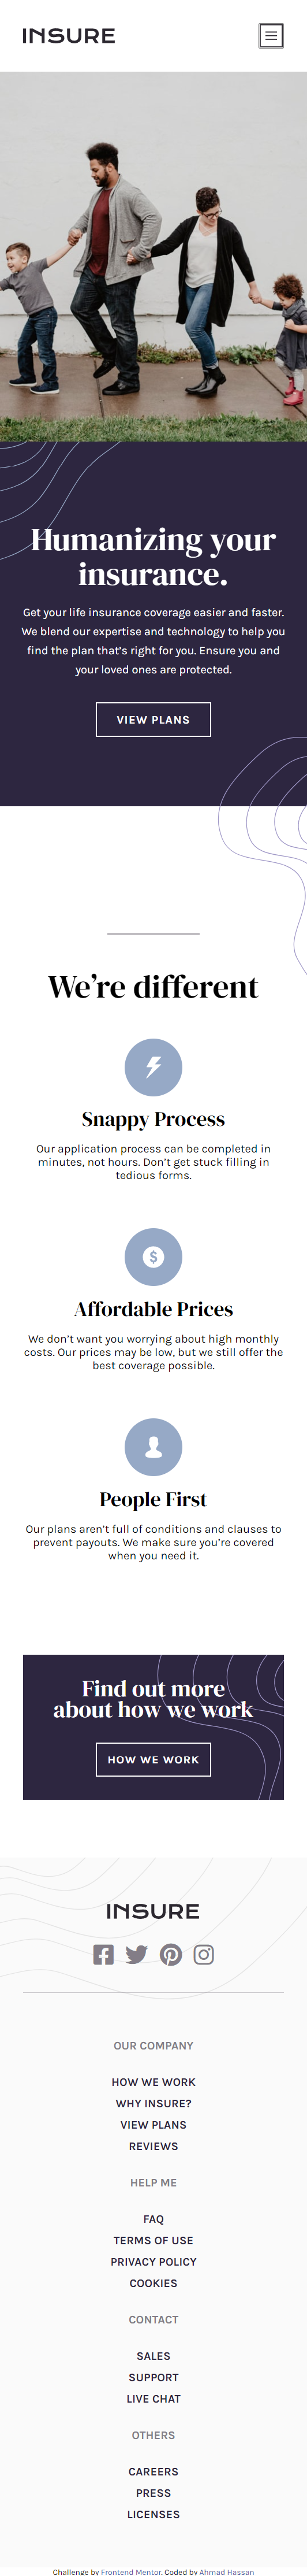 INSURE
Humanizing your
insurance.
Get your life insurance coverage easier and faster.
We blend our expertise and technology to help you
find the plan that’s right for you. Ensure you and
your loved ones are protected.
VIEW PLANS
We’re different
Snappy Process
Our application process can be completed in
minutes, not hours. Don’t get stuck filling in
tedious forms.
$
Affordable Prices
We don’t want you worrying about high monthly
costs. Our prices may be low, but we still offer the
best coverage possible.
People First
Our plans aren’t full of conditions and clauses to
prevent payouts. We make sure you’re covered
when you need it.
Find out more
about how we work
HOW WE WORK
INSURE
OUR COMPANY
HOW WE WORK
WHY INSURE?
VIEW PLANS
REVIEWS
HELP ME
FAQ
TERMS OF USE
PRIVACY POLICY
COOKIES
CONTACT
SALES
SUPPORT
LIVE CHAT
OTHERS
CAREERS
PRESS
LICENSES
Challenge by Frontend Mentor. Coded by Ahmad Hassan